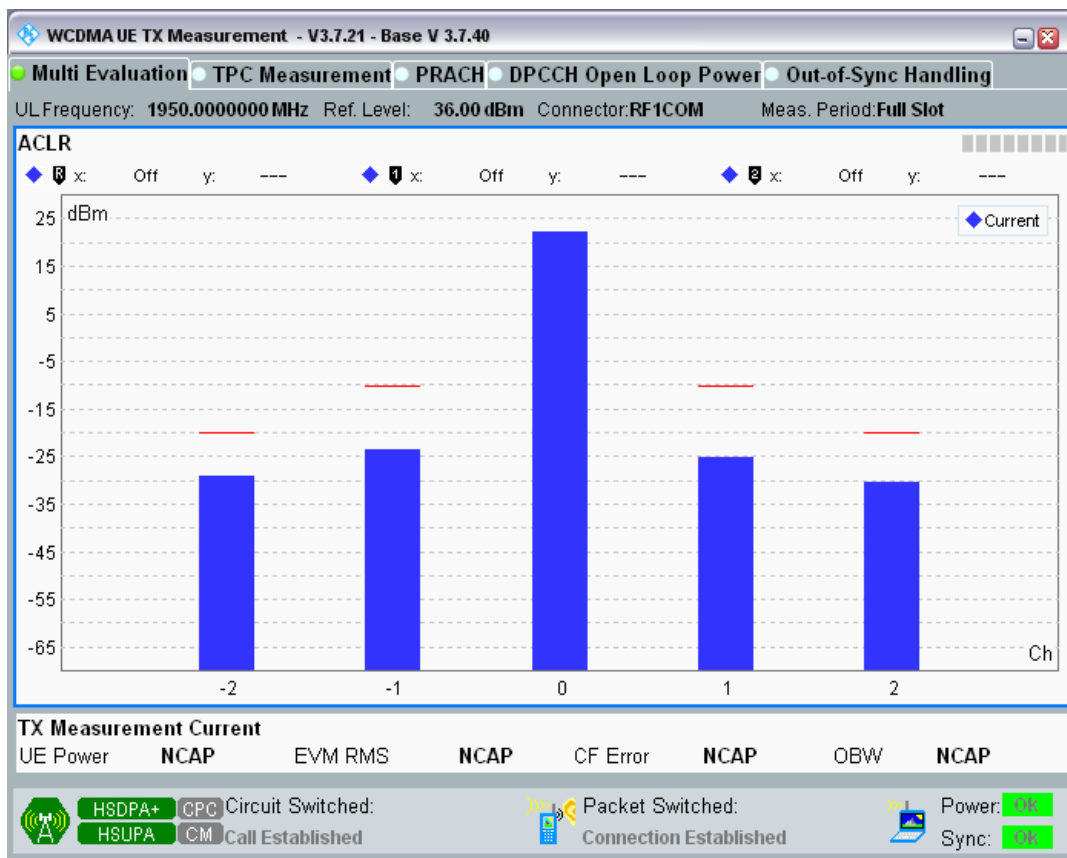 WCDMA UE TX Measurement - V3.7.21 - Base V 3.7.40
Multi Evaluation TPC Measurement PRACH DPCCH Open Loop Power Out-of-Sync Handling
UL Frequency: 1950.0000000 MHz Ref. Level: 36.00 dBm Connector:RF1COM Meas. Period:Full Slot
ACLR
R x: Off y: --- 1 x: Off y: --- 2 x: Off y: ---
dBm
Current
25
15
5
-5
-15
-25
-35
-45
-55
-65
Ch
-2 -1 0 1 2
TX Measurement Current
UE Power NCAP EVM RMS NCAP CF Error NCAP OBW NCAP
HSDPA+ CPC Circuit Switched: Packet Switched: Power: OK
HSUPA CM Call Established Connection Established Sync: OK